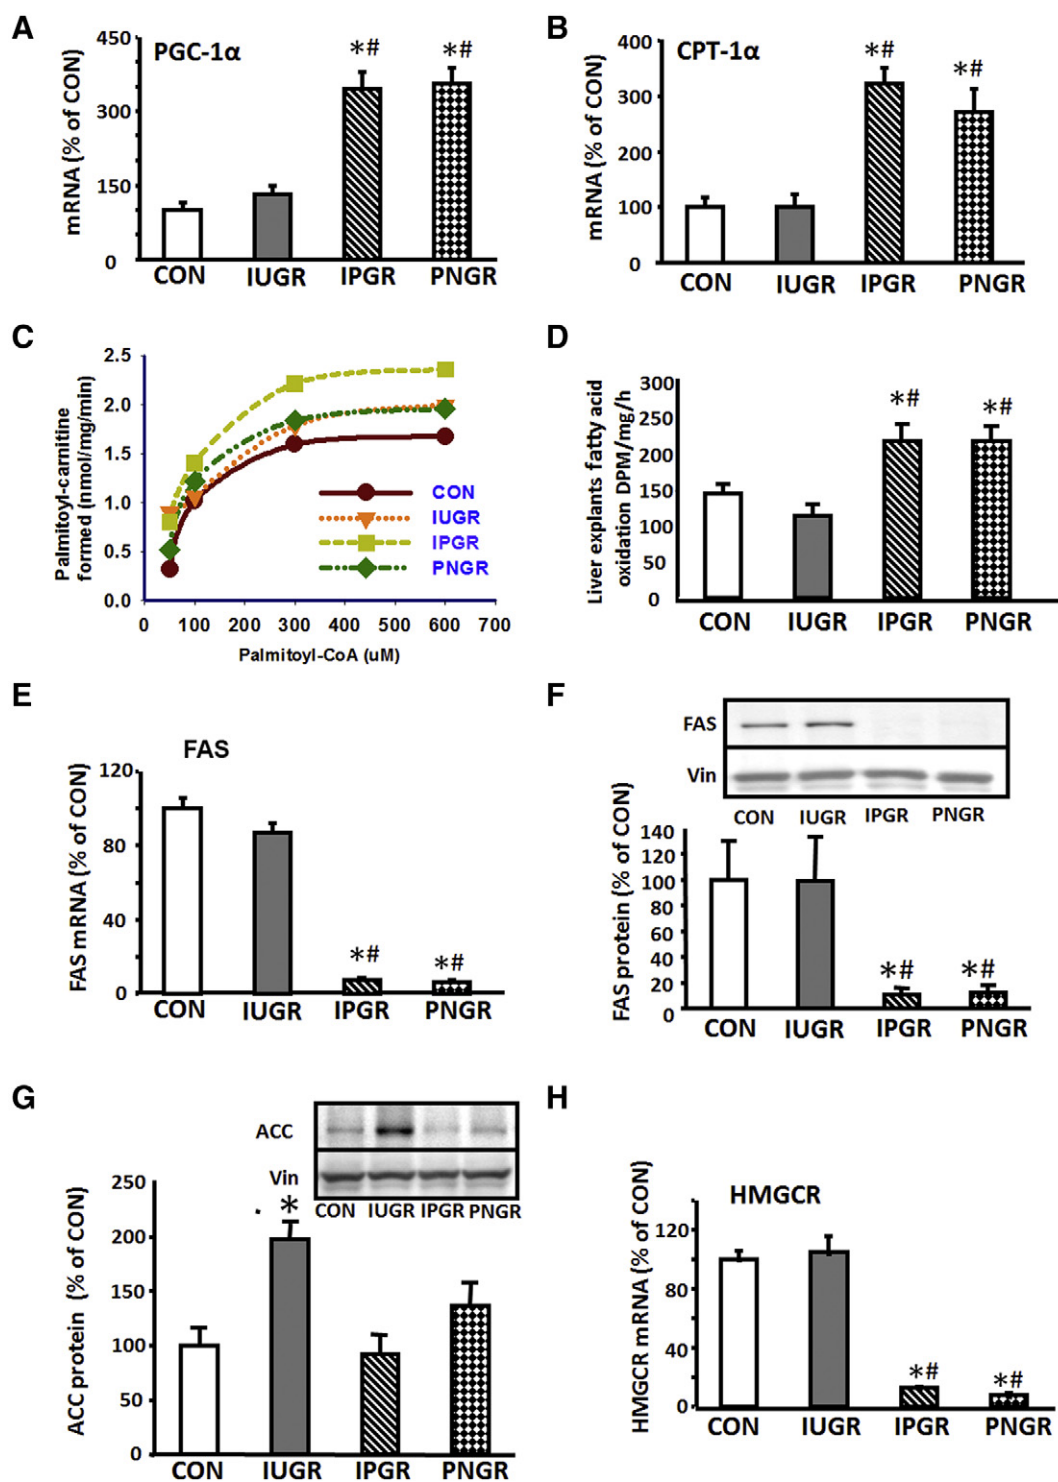 A
PGC-1α
mRNA (% of CON)
450
300
150
0
*#
*#
CON IUGR IPGR PNGR
B
CPT-1α
mRNA (% of CON)
400
300
200
100
0
*#
*#
CON IUGR IPGR PNGR
C
Palmitoyl-carnitine
formed (nmol/mg/min)
2.5
2.0
1.5
1.0
0.5
0.0
CON
IUGR
IPGR
PNGR
0 100 200 300 400 500 600 700
Palmitoyl-CoA (uM)
D
Liver explants fatty acid
oxidation DPM/mg/h
300
250
200
150
100
50
0
*#
*#
CON IUGR IPGR PNGR
E
FAS
FAS mRNA (% of CON)
120
80
40
0
*#
*#
CON IUGR IPGR PNGR
F
FAS
Vin
CON IUGR IPGR PNGR
FAS protein (% of CON)
140
120
100
80
60
40
20
0
*#
*#
CON IUGR IPGR PNGR
G
ACC
Vin
CON IUGR IPGR PNGR
ACC protein (% of CON)
250
200
150
100
50
0
*
CON IUGR IPGR PNGR
H
HMGCR
HMGCR mRNA (% of CON)
120
80
40
0
*#
*#
CON IUGR IPGR PNGR